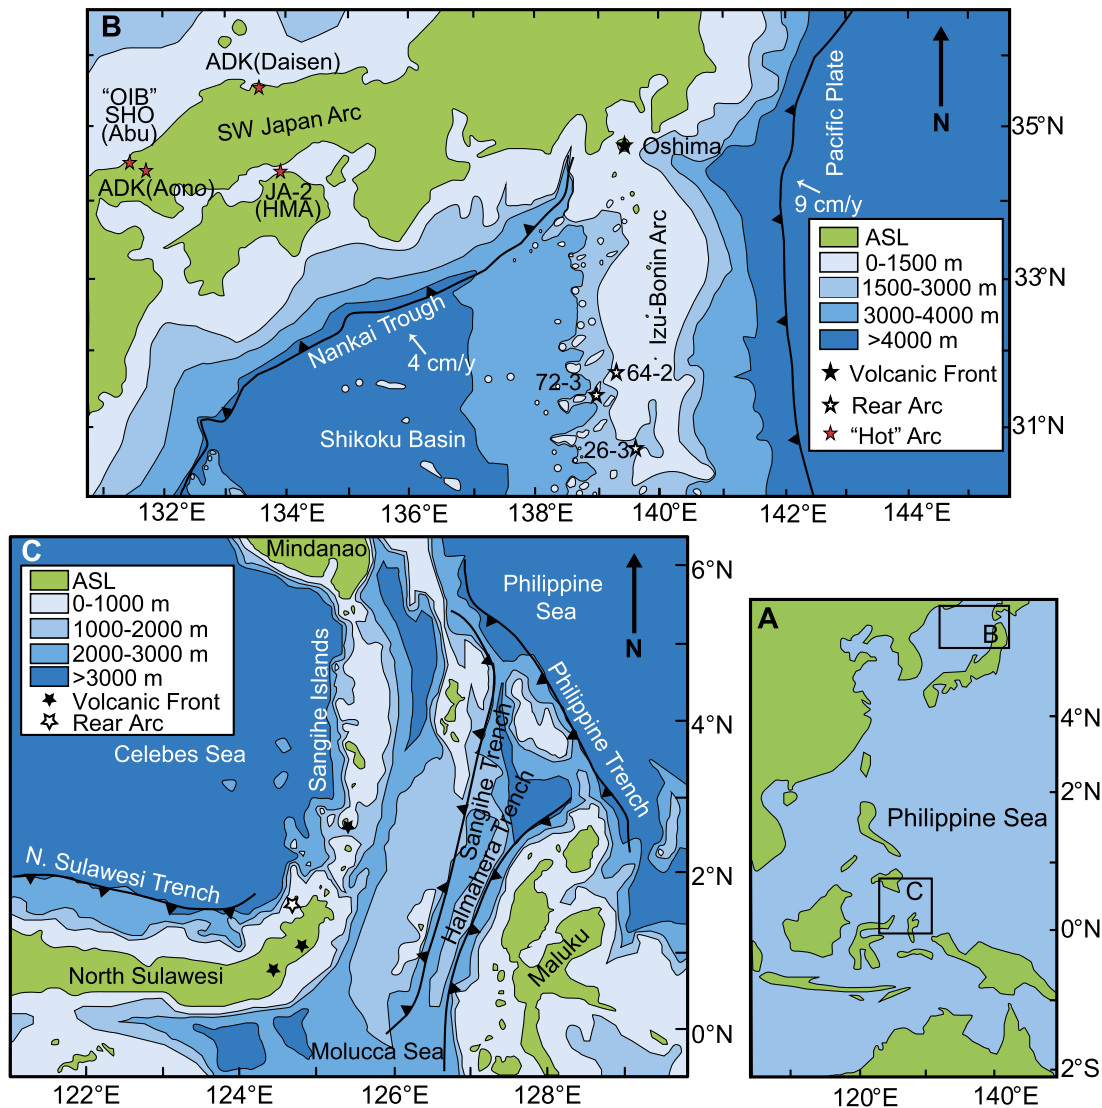 B
ADK(Daisen)
“OIB”
SHO
(Abu)
SW Japan Arc
ADK(Aono)
JA-2
(HMA)
Oshima
Pacific Plate
9 cm/y
N
35°N
33°N
31°N
Izu-Bonin Arc
Nankai Trough
4 cm/y
72-3
64-2
26-3
Shikoku Basin
ASL
0-1500 m
1500-3000 m
3000-4000 m
>4000 m
Volcanic Front
Rear Arc
“Hot” Arc
132°E
134°E
136°E
138°E
140°E
142°E
144°E
C
Mindanao
ASL
0-1000 m
1000-2000 m
2000-3000 m
>3000 m
Volcanic Front
Rear Arc
Philippine
Sea
N
6°N
4°N
2°N
0°N
Sangihe Islands
Celebes Sea
Philippine Trench
Sangihe Trench
Halmahera Trench
N. Sulawesi Trench
North Sulawesi
Maluku
Molucca Sea
122°E
124°E
126°E
128°E
A
B
Philippine Sea
C
4°N
2°N
0°N
2°S
120°E
140°E